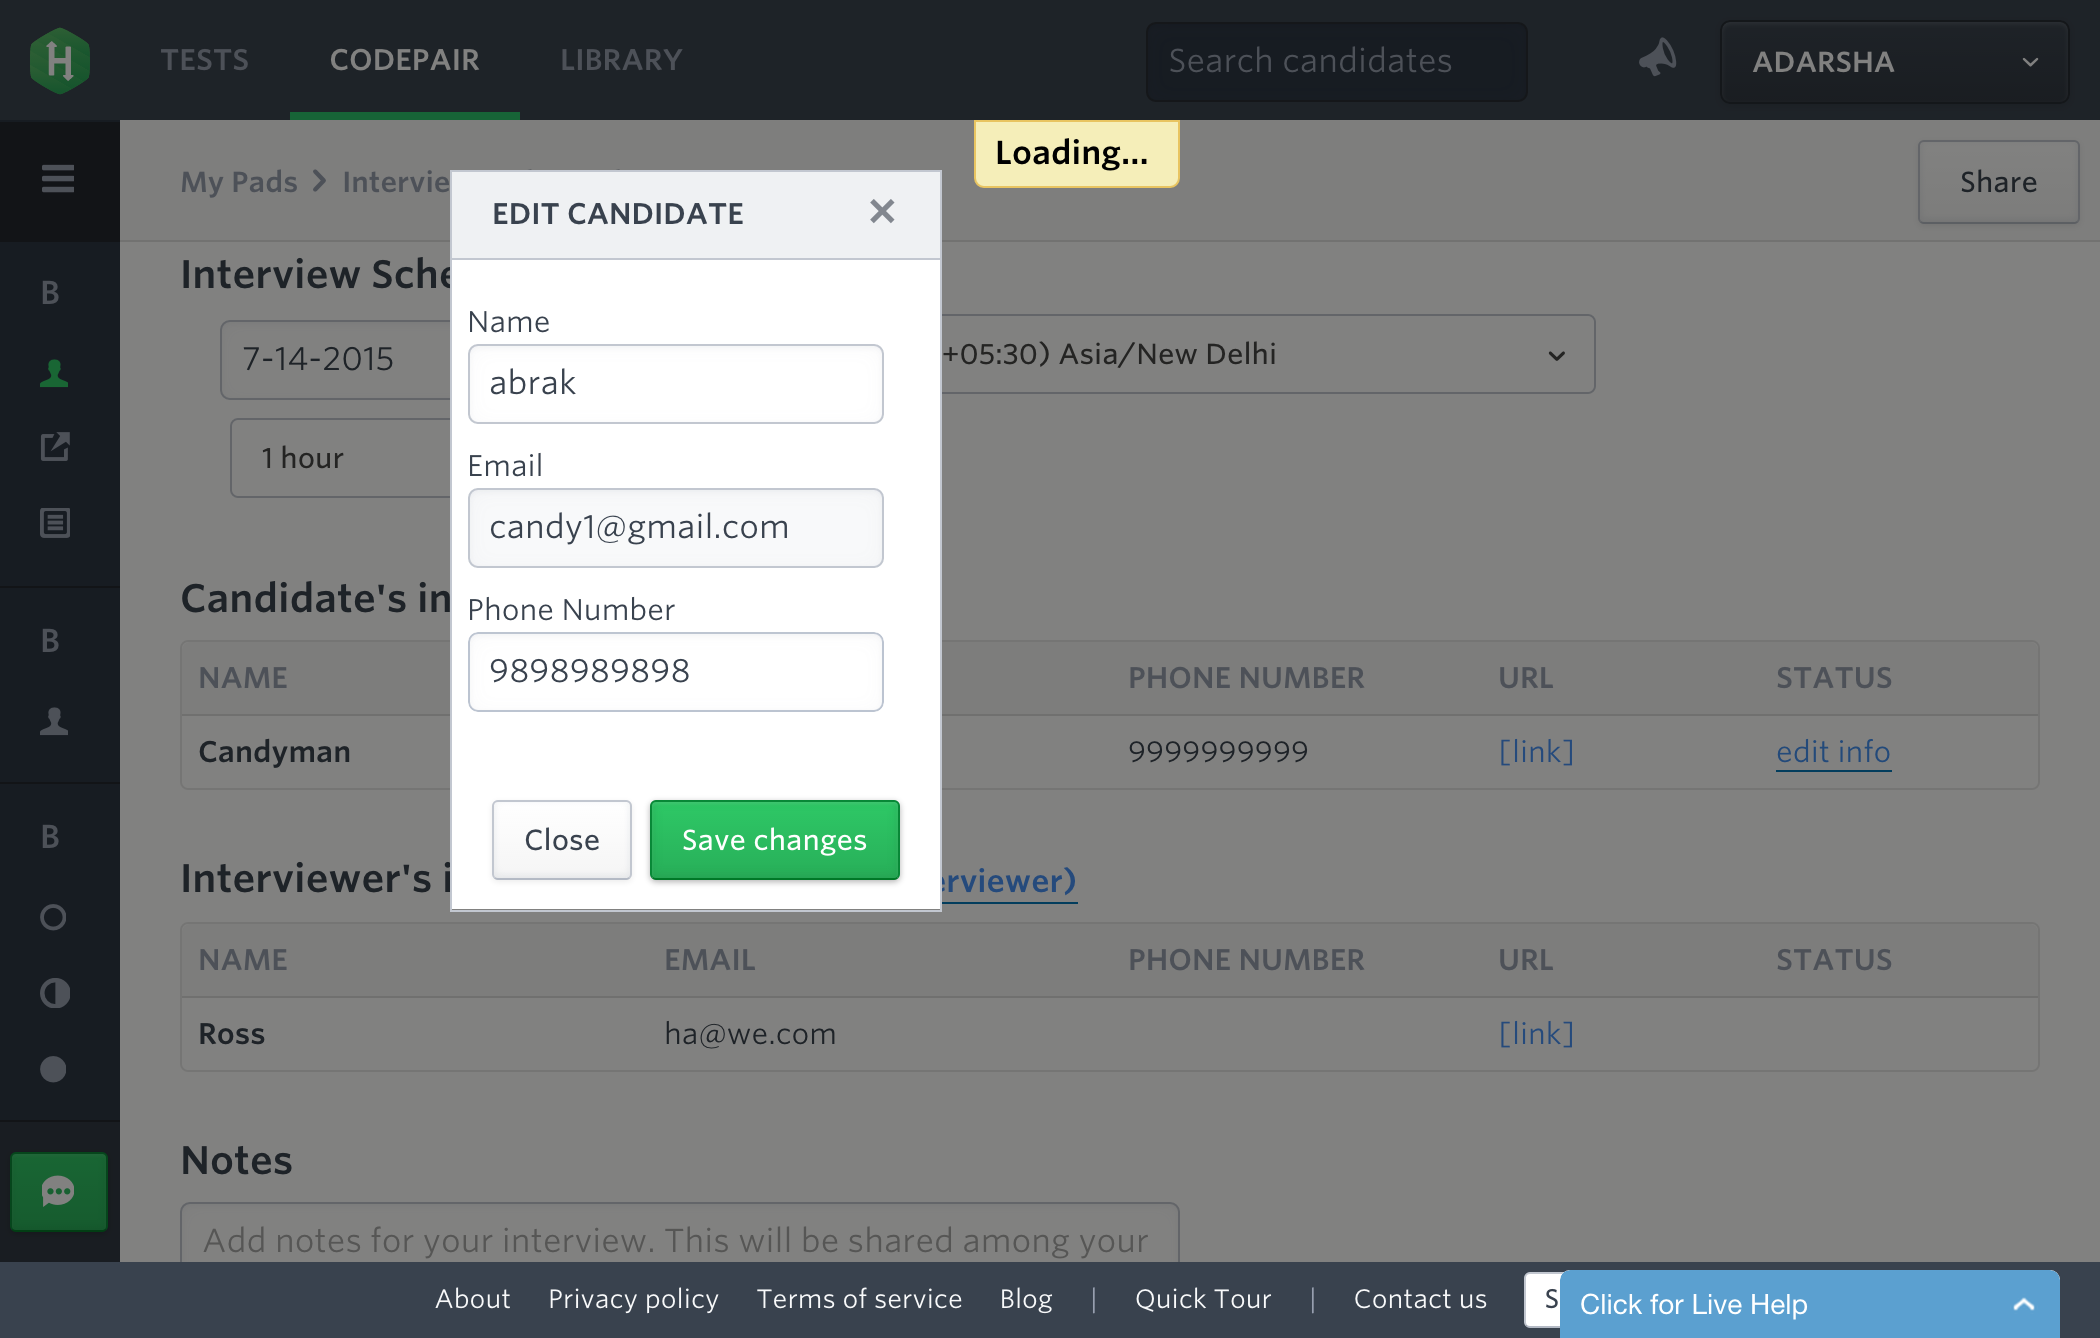 H TESTS CODEPAIR LIBRARY Search candidates ADARSHA
Loading...
My Pads > Share
EDIT CANDIDATE ×
Interview
Name
7-14-2015
abrak
+05:30) Asia/New Delhi
1 hour
Email
candy1@gmail.com
Candidate's
Phone Number
9898989898
NAME PHONE NUMBER URL STATUS
Candyman 9999999999 [link] edit info
Close Save changes
Interviewer's
NAME EMAIL PHONE NUMBER URL STATUS
Ross ha@we.com [link]
Notes
Add notes for your interview. This will be shared among your
B
B
B
About Privacy policy Terms of service Blog | Quick Tour | Contact us
Click for Live Help